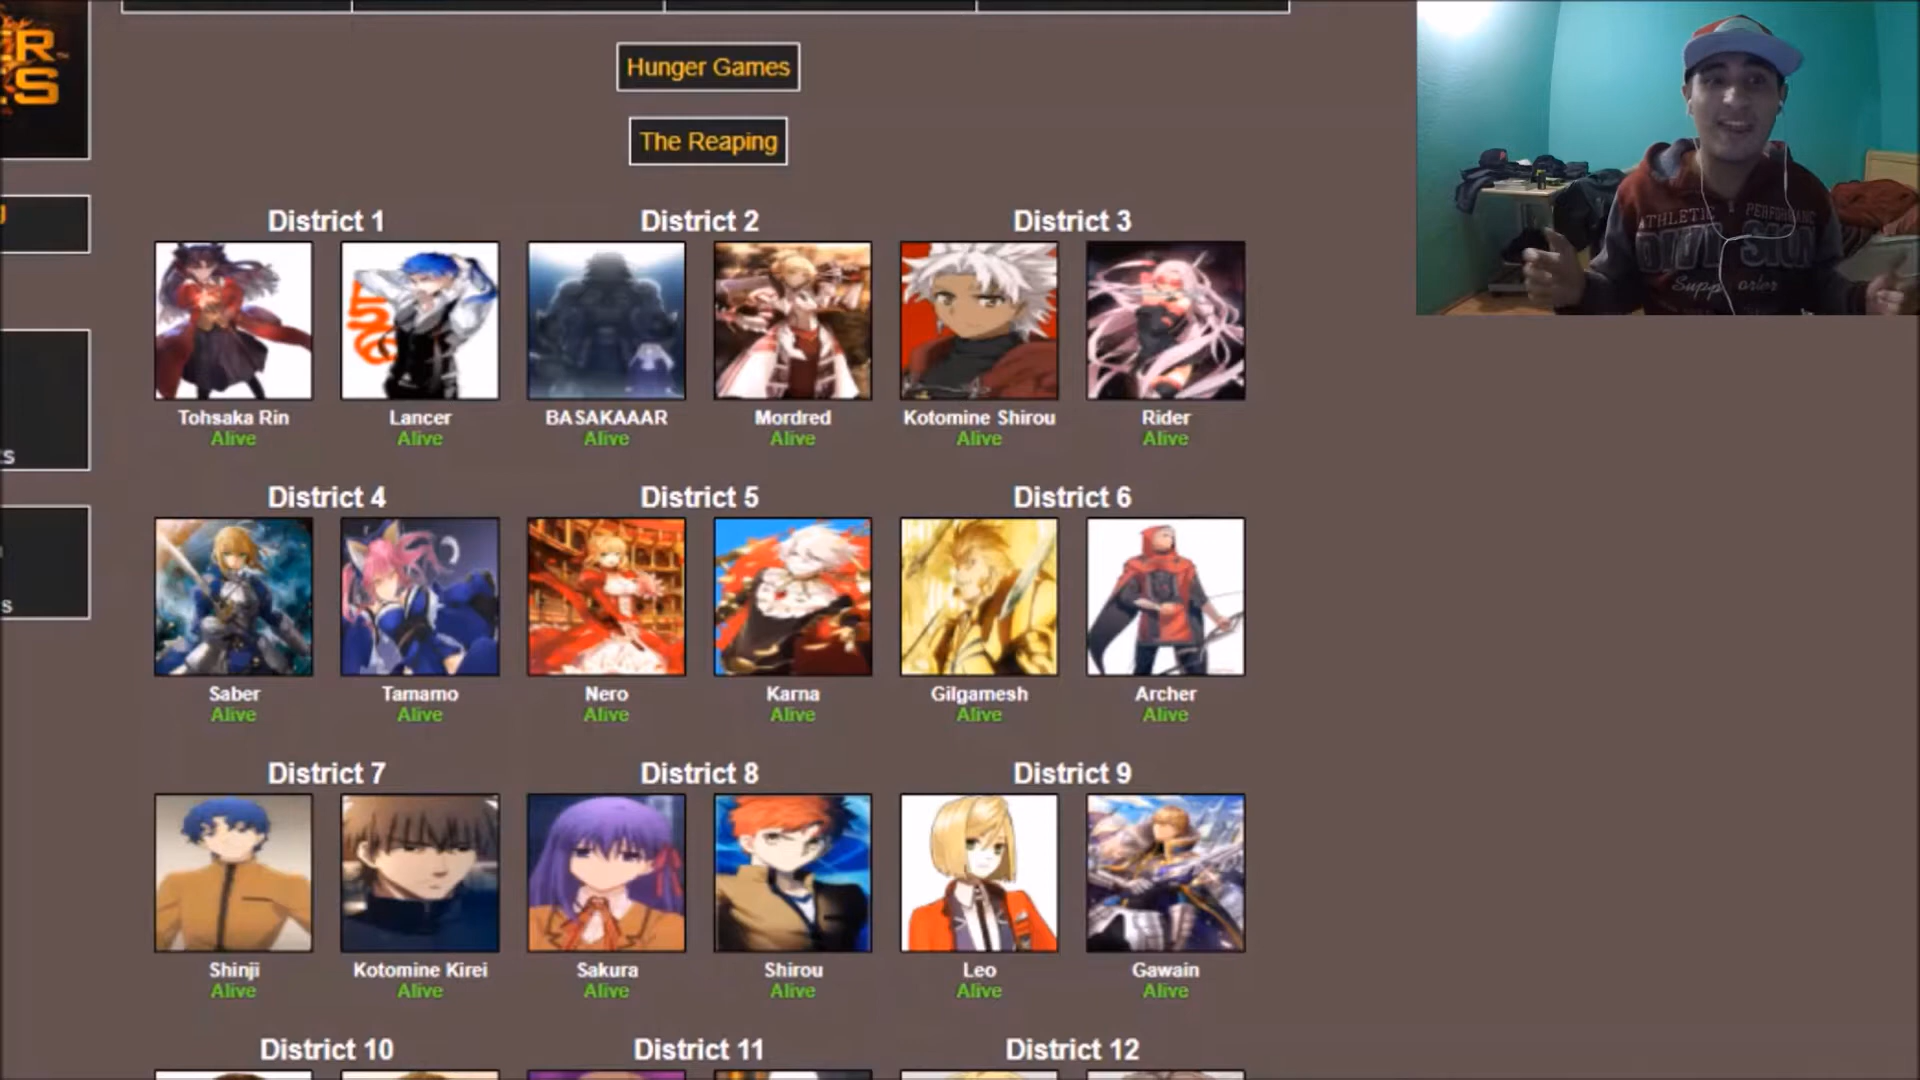 Hunger Games
The Reaping
District 1 District 2 District 3
Tohsaka Rin Lancer BASAKAAAR Mordred Kotomine Shirou Rider
Alive Alive Alive Alive Alive Alive
District 4 District 5 District 6
Saber Tamamo Nero Karna Gilgamesh Archer
Alive Alive Alive Alive Alive Alive
District 7 District 8 District 9
Shinji Kotomine Kirei Sakura Shirou Leo Gawain
Alive Alive Alive Alive Alive Alive
District 10 District 11 District 12
ATHLETIC PERFORMANC